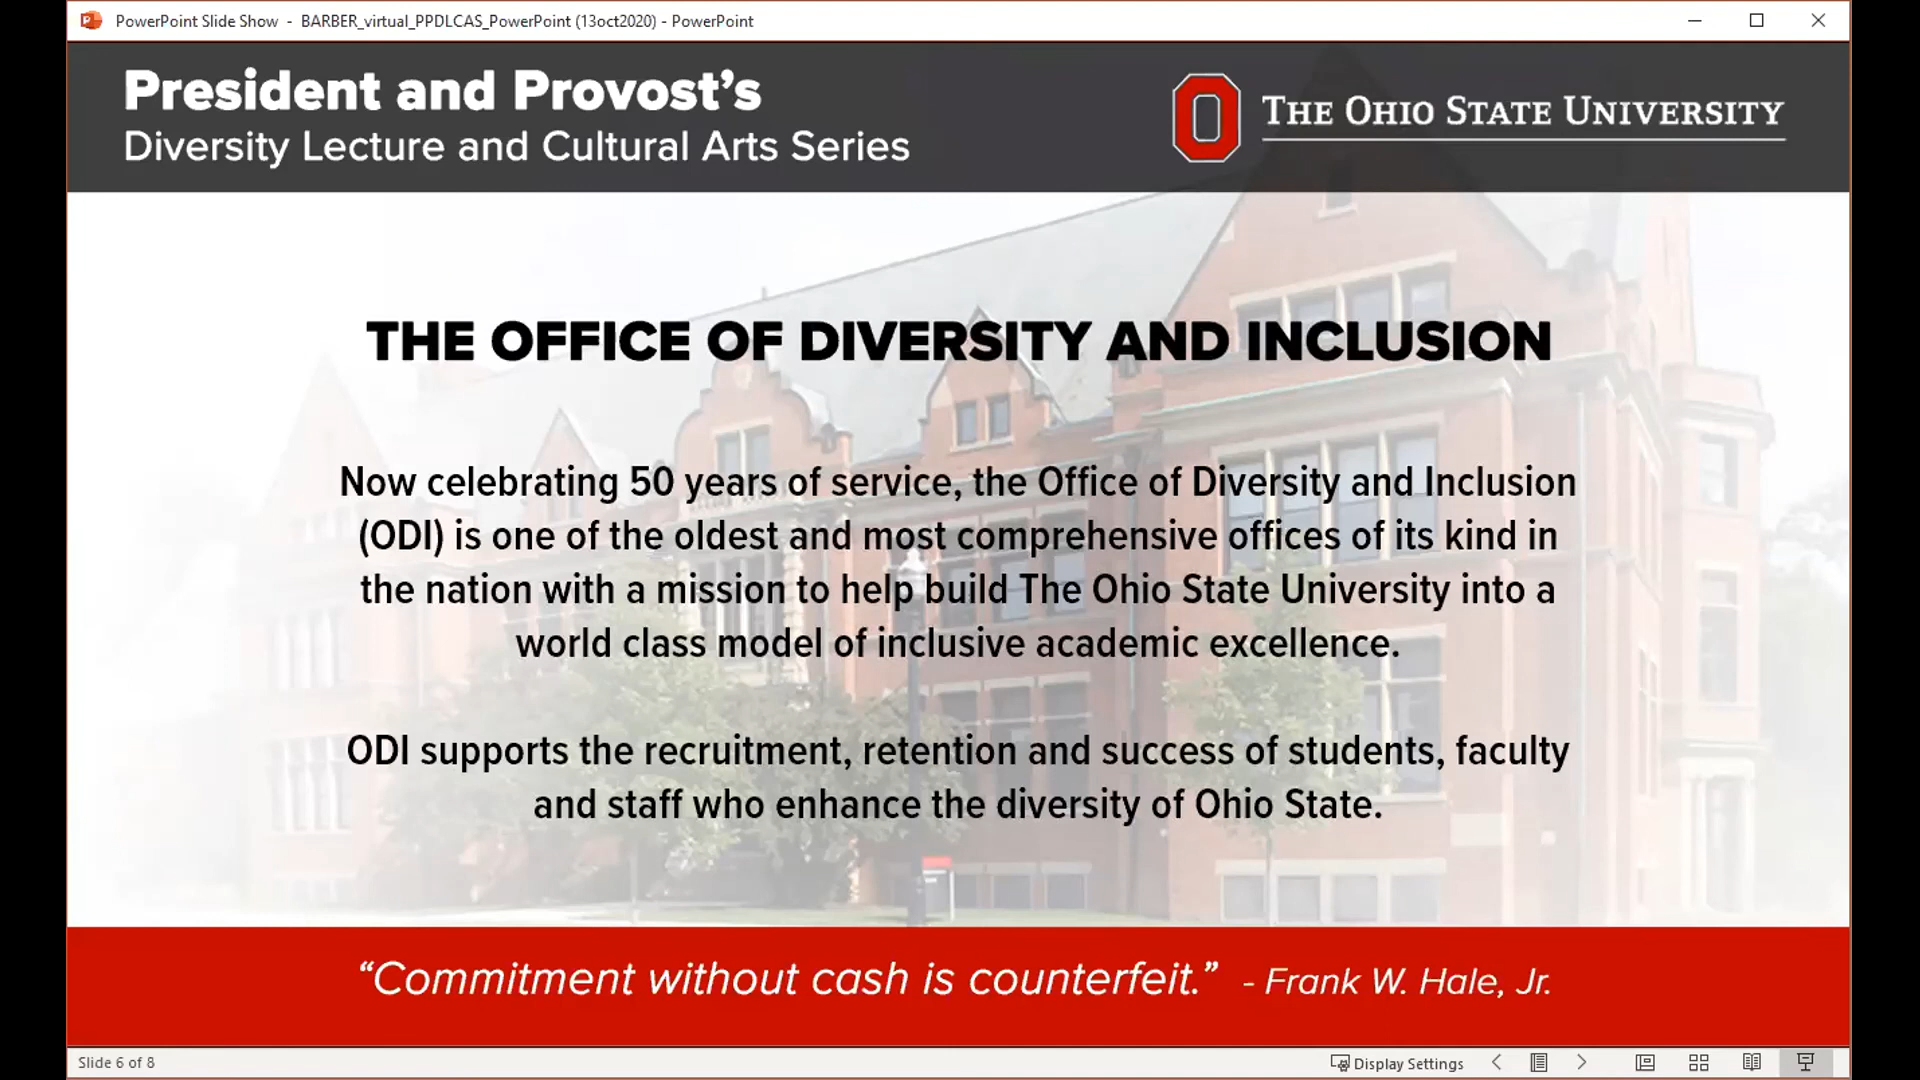 PowerPoint Slide Show - BARBER_virtual_PPDLCAS_PowerPoint (13oct2020) - PowerPoint
President and Provost’s
Diversity Lecture and Cultural Arts Series
THE OHIO STATE UNIVERSITY
THE OFFICE OF DIVERSITY AND INCLUSION
Now celebrating 50 years of service, the Office of Diversity and Inclusion
(ODI) is one of the oldest and most comprehensive offices of its kind in
the nation with a mission to help build The Ohio State University into a
world class model of inclusive academic excellence.
ODI supports the recruitment, retention and success of students, faculty
and staff who enhance the diversity of Ohio State.
“Commitment without cash is counterfeit.” - Frank W. Hale, Jr.
Slide 6 of 8
Display Settings